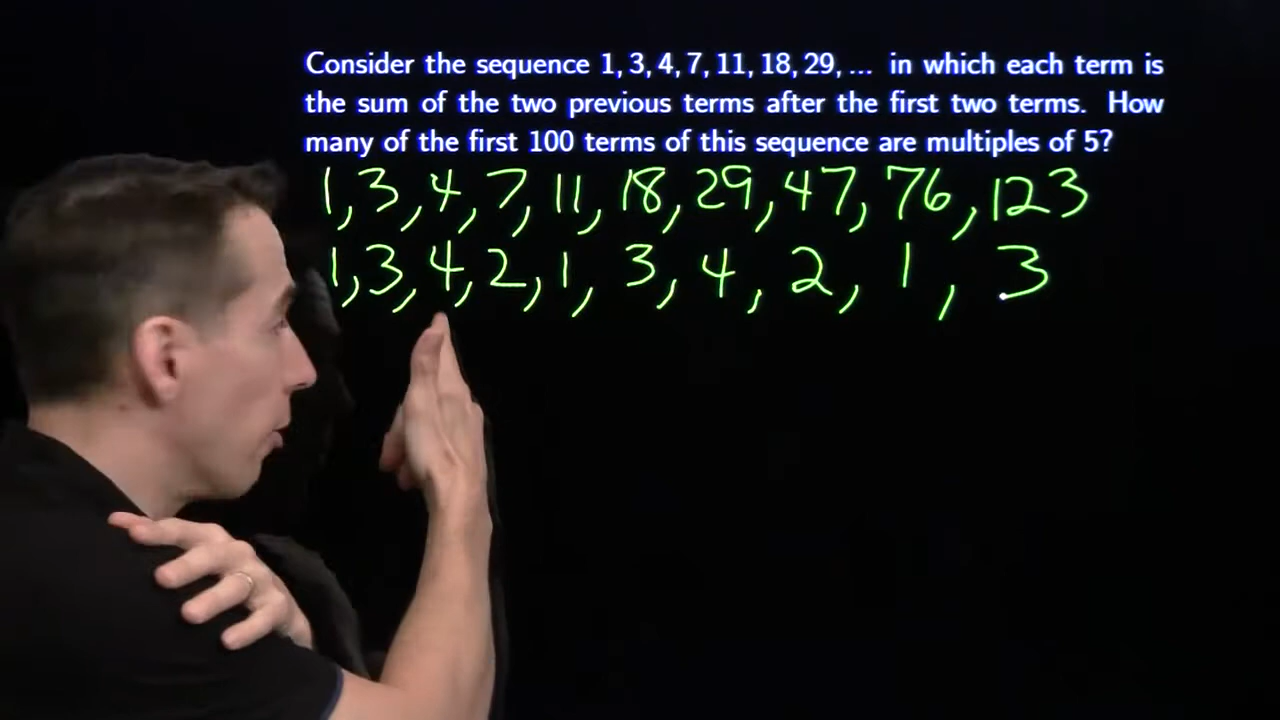 Consider the sequence 1, 3, 4, 7, 11, 18, 29, ... in which each term is
the sum of the two previous terms after the first two terms. How
many of the first 100 terms of this sequence are multiples of 5?
1, 3, 4, 7, 11, 18, 29, 47, 76, 123
1, 3, 4, 2, 1, 3, 4, 2, 1, 3